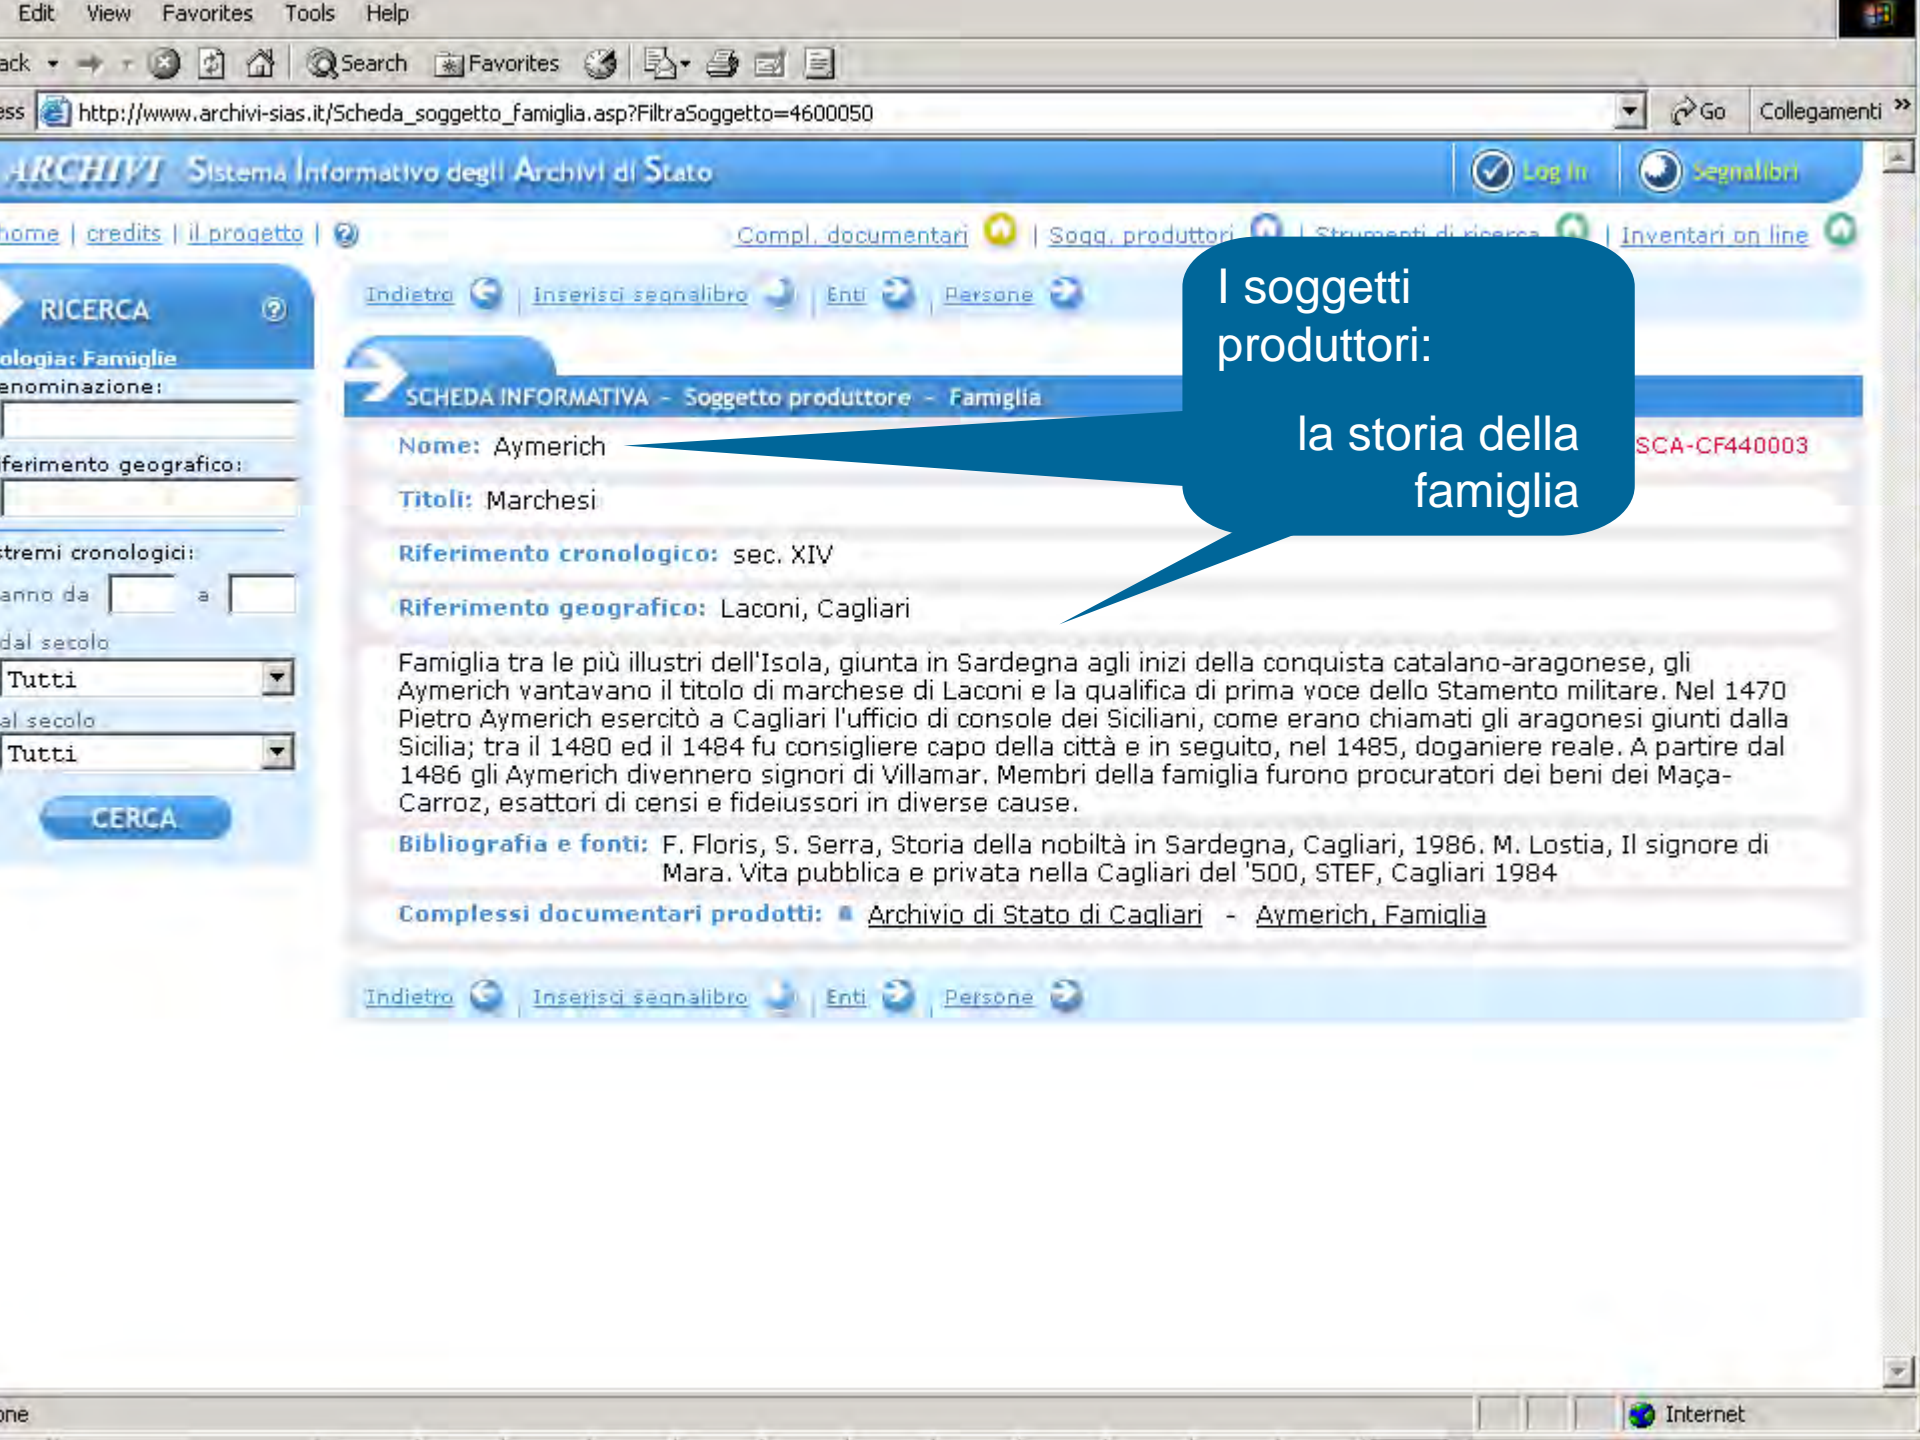 Edit View Favorites Tools Help
ack Search Favorites
ess http://www.archivi-sias.it/Scheda_soggetto_famiglia.asp?FiltraSoggetto=4600050 Go Collegamenti »
ARCHIVI Sistema Informativo degli Archivi di Stato Log In Segnalibri
home | credits | il progetto | Compl. documentari | Sogg. produttori | Strumenti di ricerca | Inventari on line
Indietro Inserisci segnalibro Enti Persone
I soggetti
produttori:
la storia della
famiglia
RICERCA
ologia: Famiglie
enominazione:
iferimento geografico:
stremi cronologici:
anno da a
dal secolo
Tutti
al secolo
Tutti
CERCA
SCHEDA INFORMATIVA - Soggetto produttore - Famiglia
Nome: Aymerich SCA-CF440003
Titoli: Marchesi
Riferimento cronologico: sec. XIV
Riferimento geografico: Laconi, Cagliari
Famiglia tra le più illustri dell'Isola, giunta in Sardegna agli inizi della conquista catalano-aragonese, gli
Aymerich vantavano il titolo di marchese di Laconi e la qualifica di prima voce dello Stamento militare. Nel 1470
Pietro Aymerich esercitò a Cagliari l'ufficio di console dei Siciliani, come erano chiamati gli aragonesi giunti dalla
Sicilia; tra il 1480 ed il 1484 fu consigliere capo della città e in seguito, nel 1485, doganiere reale. A partire dal
1486 gli Aymerich divennero signori di Villamar. Membri della famiglia furono procuratori dei beni dei Maça-
Carroz, esattori di censi e fideiussori in diverse cause.
Bibliografia e fonti: F. Floris, S. Serra, Storia della nobiltà in Sardegna, Cagliari, 1986. M. Lostia, Il signore di
Mara. Vita pubblica e privata nella Cagliari del '500, STEF, Cagliari 1984
Complessi documentari prodotti: Archivio di Stato di Cagliari - Aymerich, Famiglia
Indietro Inserisci segnalibro Enti Persone
one Internet